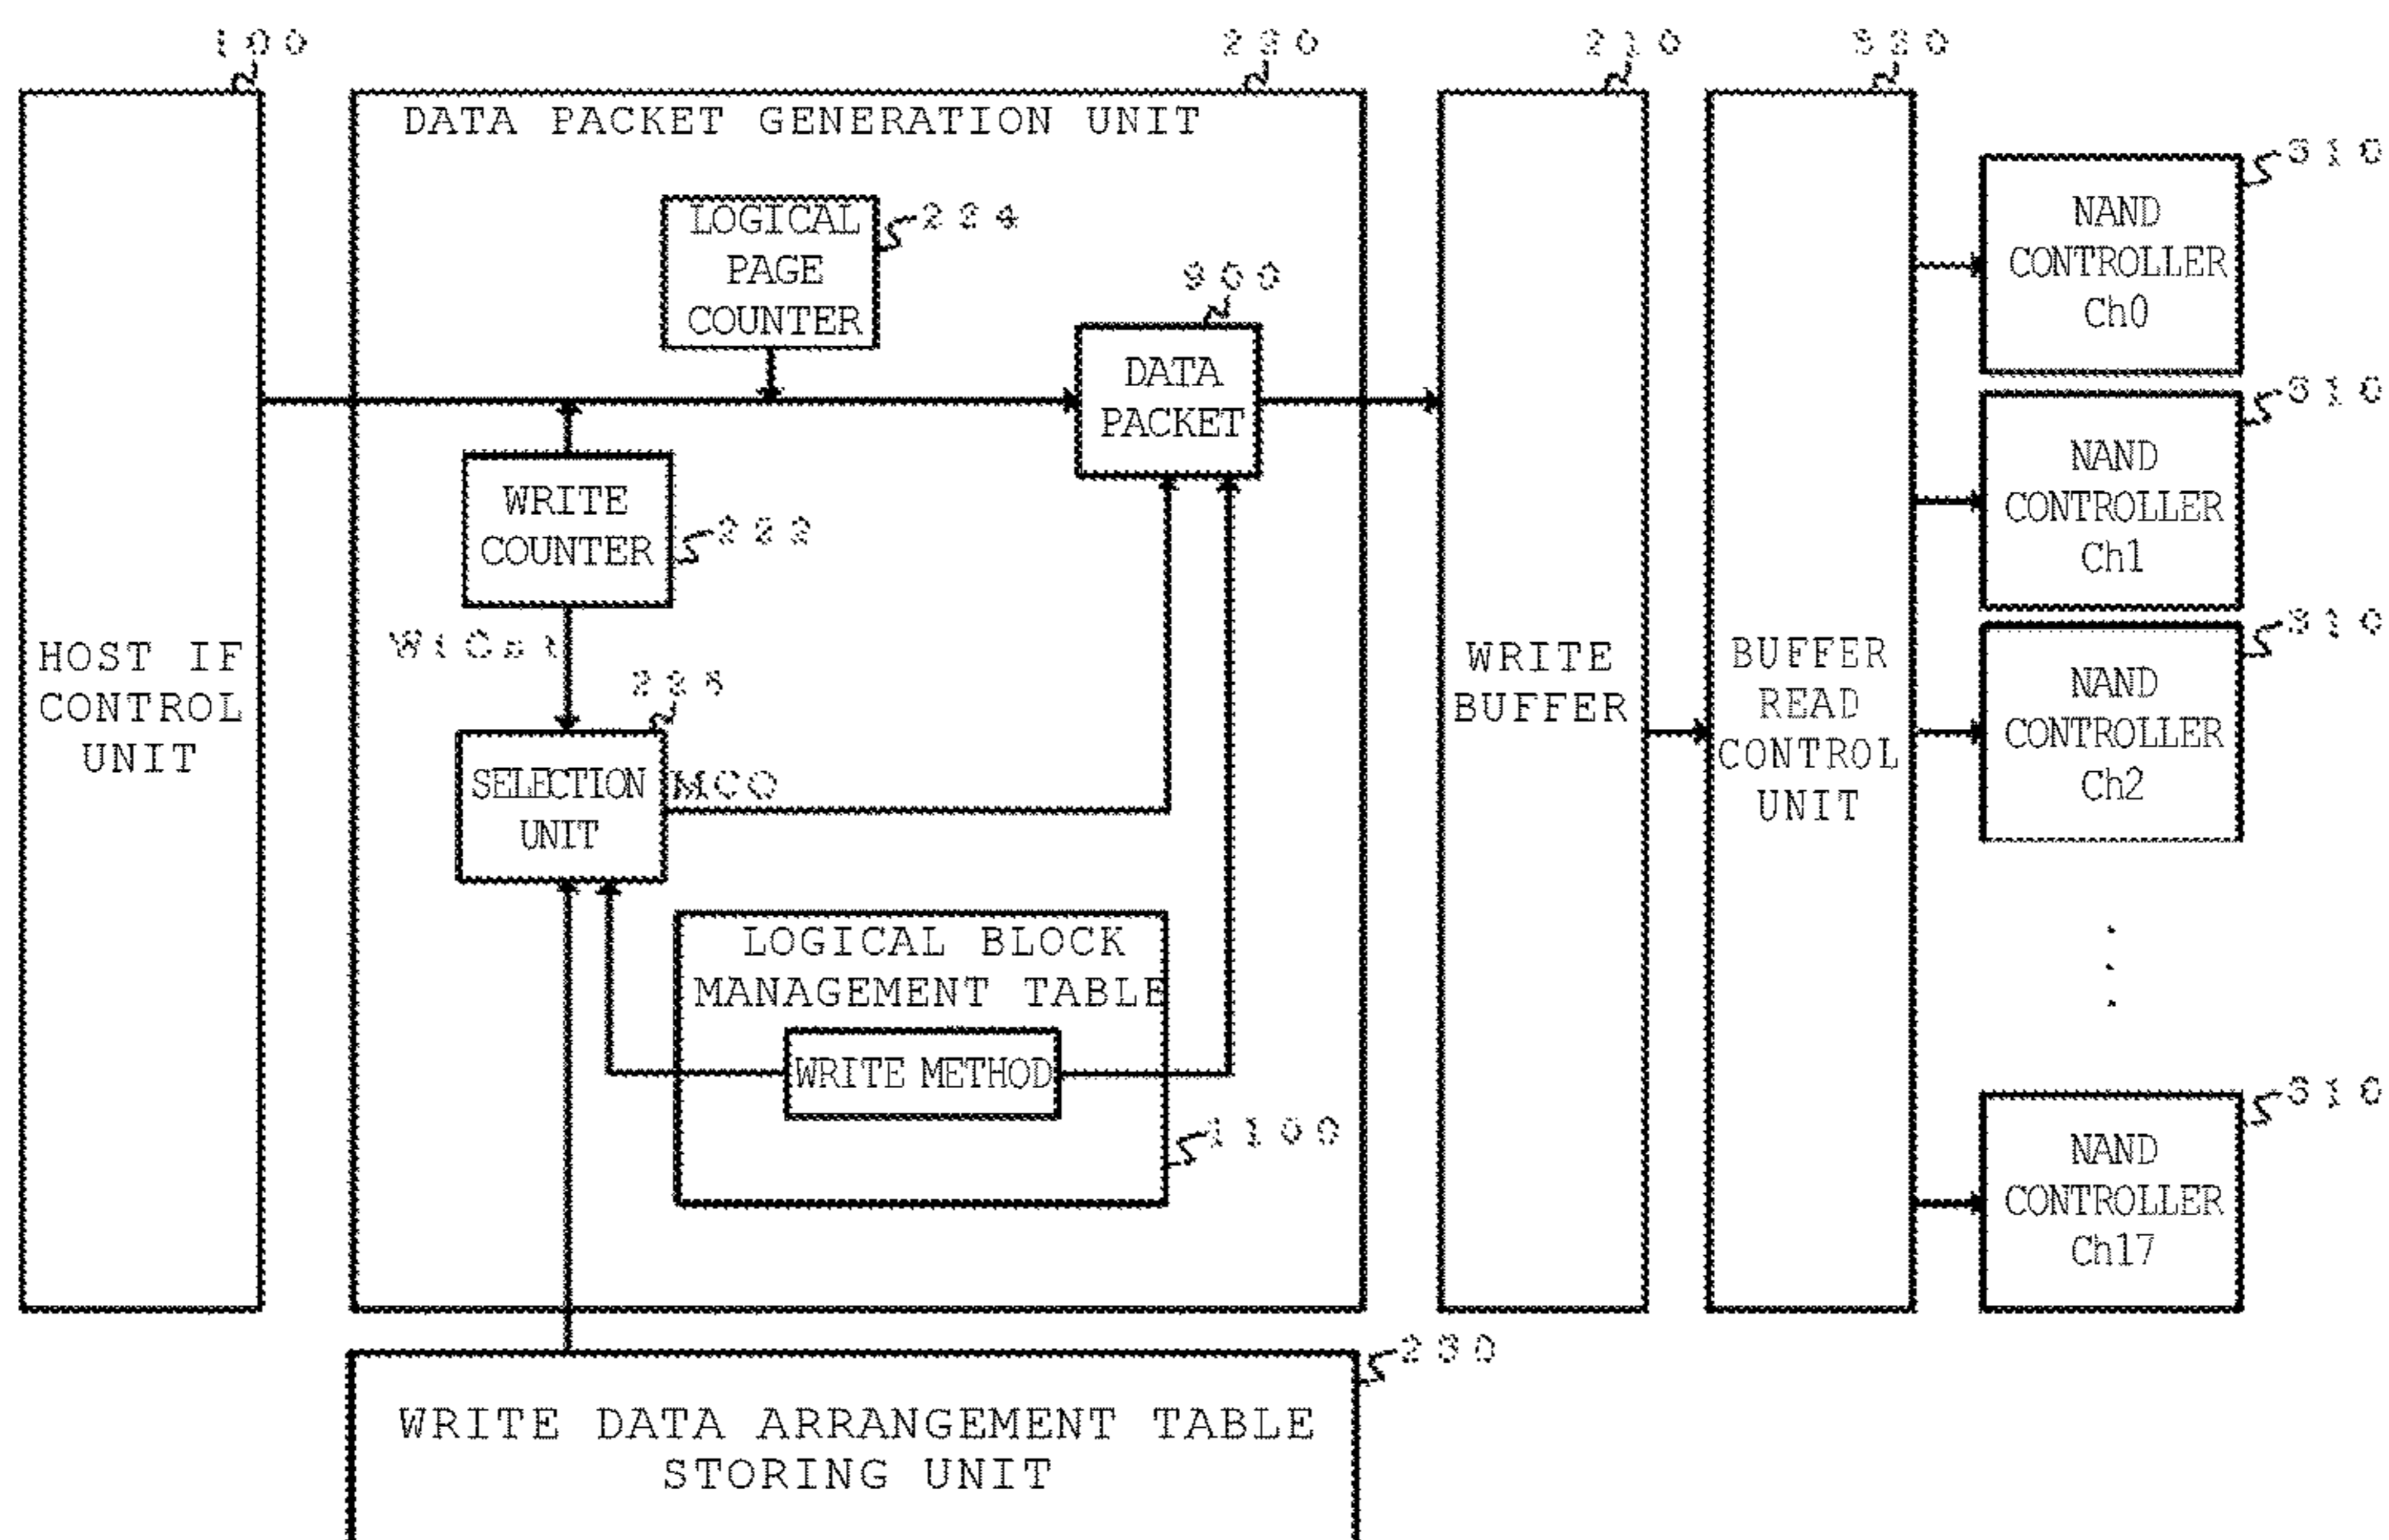 100
220
210
320
DATA PACKET GENERATION UNIT
LOGICAL
PAGE
COUNTER
224
900
DATA
PACKET
WRITE
COUNTER
222
HOST IF
CONTROL
UNIT
SELECTION
UNIT
MCO
LOGICAL BLOCK
MANAGEMENT TABLE
WRITE METHOD
1100
WRITE
BUFFER
BUFFER
READ
CONTROL
UNIT
310
NAND
CONTROLLER
Ch0
310
NAND
CONTROLLER
Ch1
310
NAND
CONTROLLER
Ch2
310
NAND
CONTROLLER
Ch17
230
WRITE DATA ARRANGEMENT TABLE
STORING UNIT